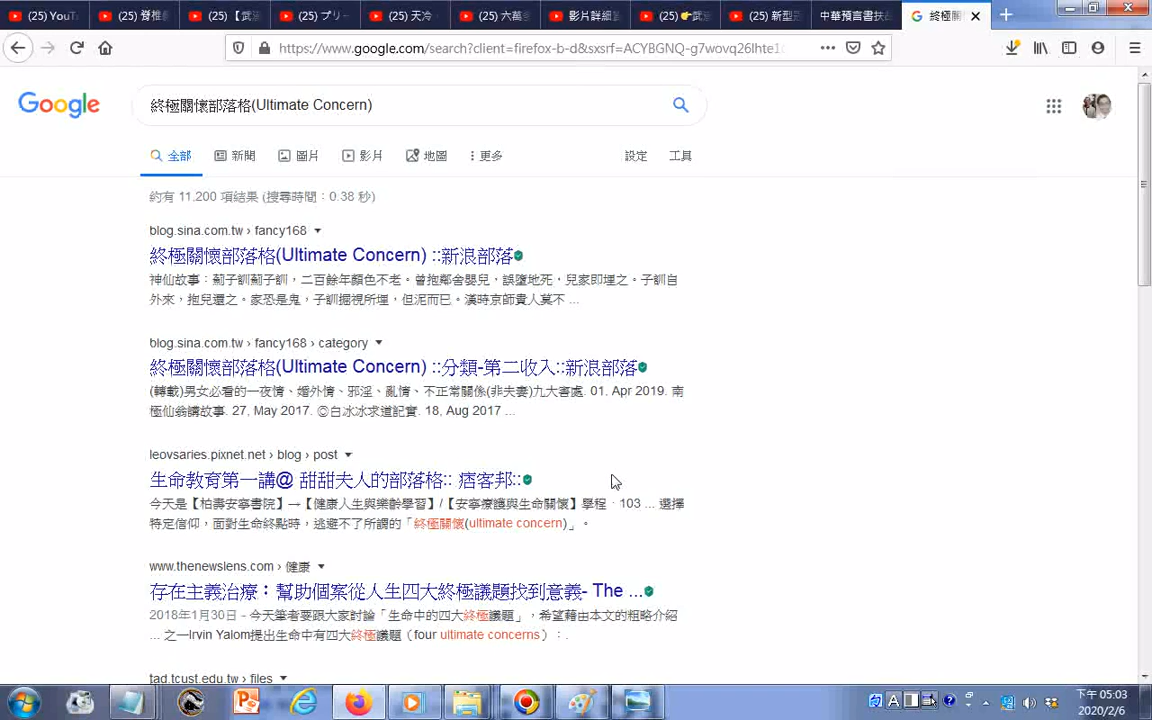 (25) YouT
(25) 脊椎
(25) 【武
(25) プリー
(25) 天冷
(25) 六萬
影片詳細
(25) 👉武
(25) 新型
中華預言書扶
終極關
https://www.google.com/search?client=firefox-b-d&sxsrf=ACYBGNQ-g7wovq26lhte1
Google
終極關懷部落格(Ultimate Concern)
全部
新聞
圖片
影片
地圖
更多
設定
工具
約有 11,200 項結果 (搜尋時間：0.38 秒)
blog.sina.com.tw › fancy168
終極關懷部落格(Ultimate Concern) ::新浪部落
神仙故事：薊子訓薊子訓，二百餘年顏色不老。曾抱鄰舍嬰兒，誤墮地死，兒家即埋之。子訓自
外來，抱兒還之。家恐是鬼，子訓掘視所埋，但泥而已。漢時京師貴人莫不 ...
blog.sina.com.tw › fancy168 › category
終極關懷部落格(Ultimate Concern) ::分類-第二收入::新浪部落
(轉載)男女必看的一夜情、婚外情、邪淫、亂情、不正常關係(非夫妻)九大害處. 01, Apr 2019. 南
極仙翁的故事. 27, May 2017. ◎白冰冰求道記實. 18, Aug 2017 ...
leovsaries.pixnet.net › blog › post
生命教育第一講@ 甜甜夫人的部落格:: 痞客邦::
今天是【柏壽安寧書院】→【健康人生與樂齡學習】/【安寧療護與生命關懷】學程‧103 ... 選擇
特定信仰，面對生命終點時，逃避不了所謂的「終極關懷(ultimate concern)」。
www.thenewslens.com › 健康
存在主義治療：幫助個案從人生四大終極議題找到意義- The ...
2018年1月30日 - 今天筆者要跟大家討論「生命中的四大終極議題」，希望藉由本文的粗略介紹
... 之一Irvin Yalom提出生命中有四大終極議題（four ultimate concerns）：.
tad.tcust.edu.tw › files
下午 05:03
2020/2/6